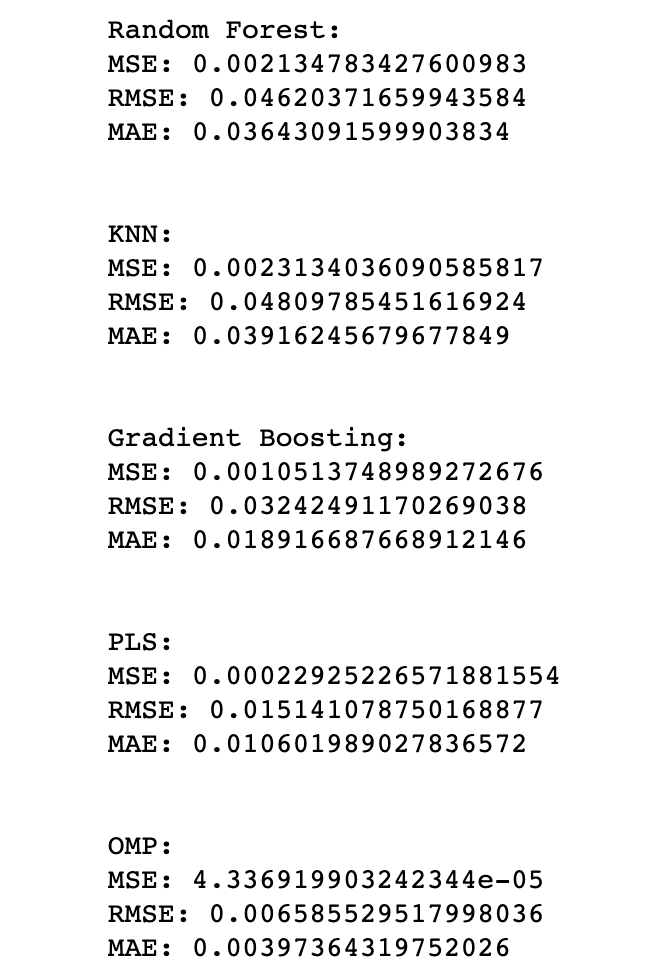 Random Forest:
MSE: 0.002134783427600983
RMSE: 0.04620371659943584
MAE: 0.03643091599903834
KNN:
MSE: 0.0023134036090585817
RMSE: 0.04809785451616924
MAE: 0.03916245679677849
Gradient Boosting:
MSE: 0.0010513748989272676
RMSE: 0.03242491170269038
MAE: 0.018916687668912146
PLS:
MSE: 0.00022925226571881554
RMSE: 0.015141078750168877
MAE: 0.010601989027836572
OMP:
MSE: 4.336919903242344e-05
RMSE: 0.006585529517998036
MAE: 0.00397364319752026